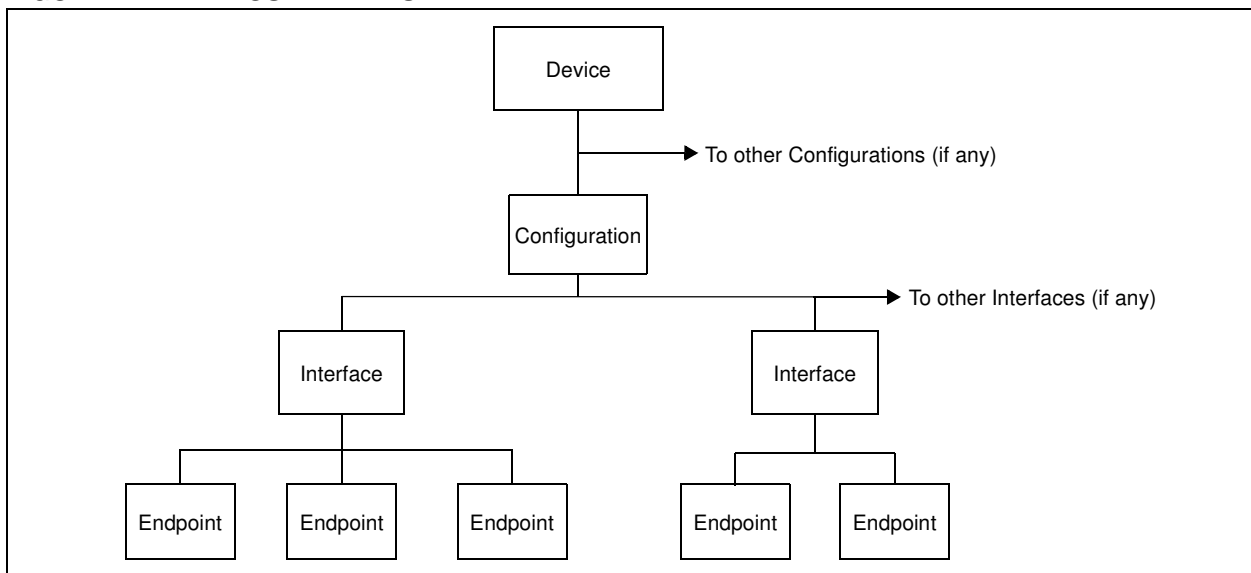 Device
To other Configurations (if any)
Configuration
To other Interfaces (if any)
Interface
Interface
Endpoint
Endpoint
Endpoint
Endpoint
Endpoint